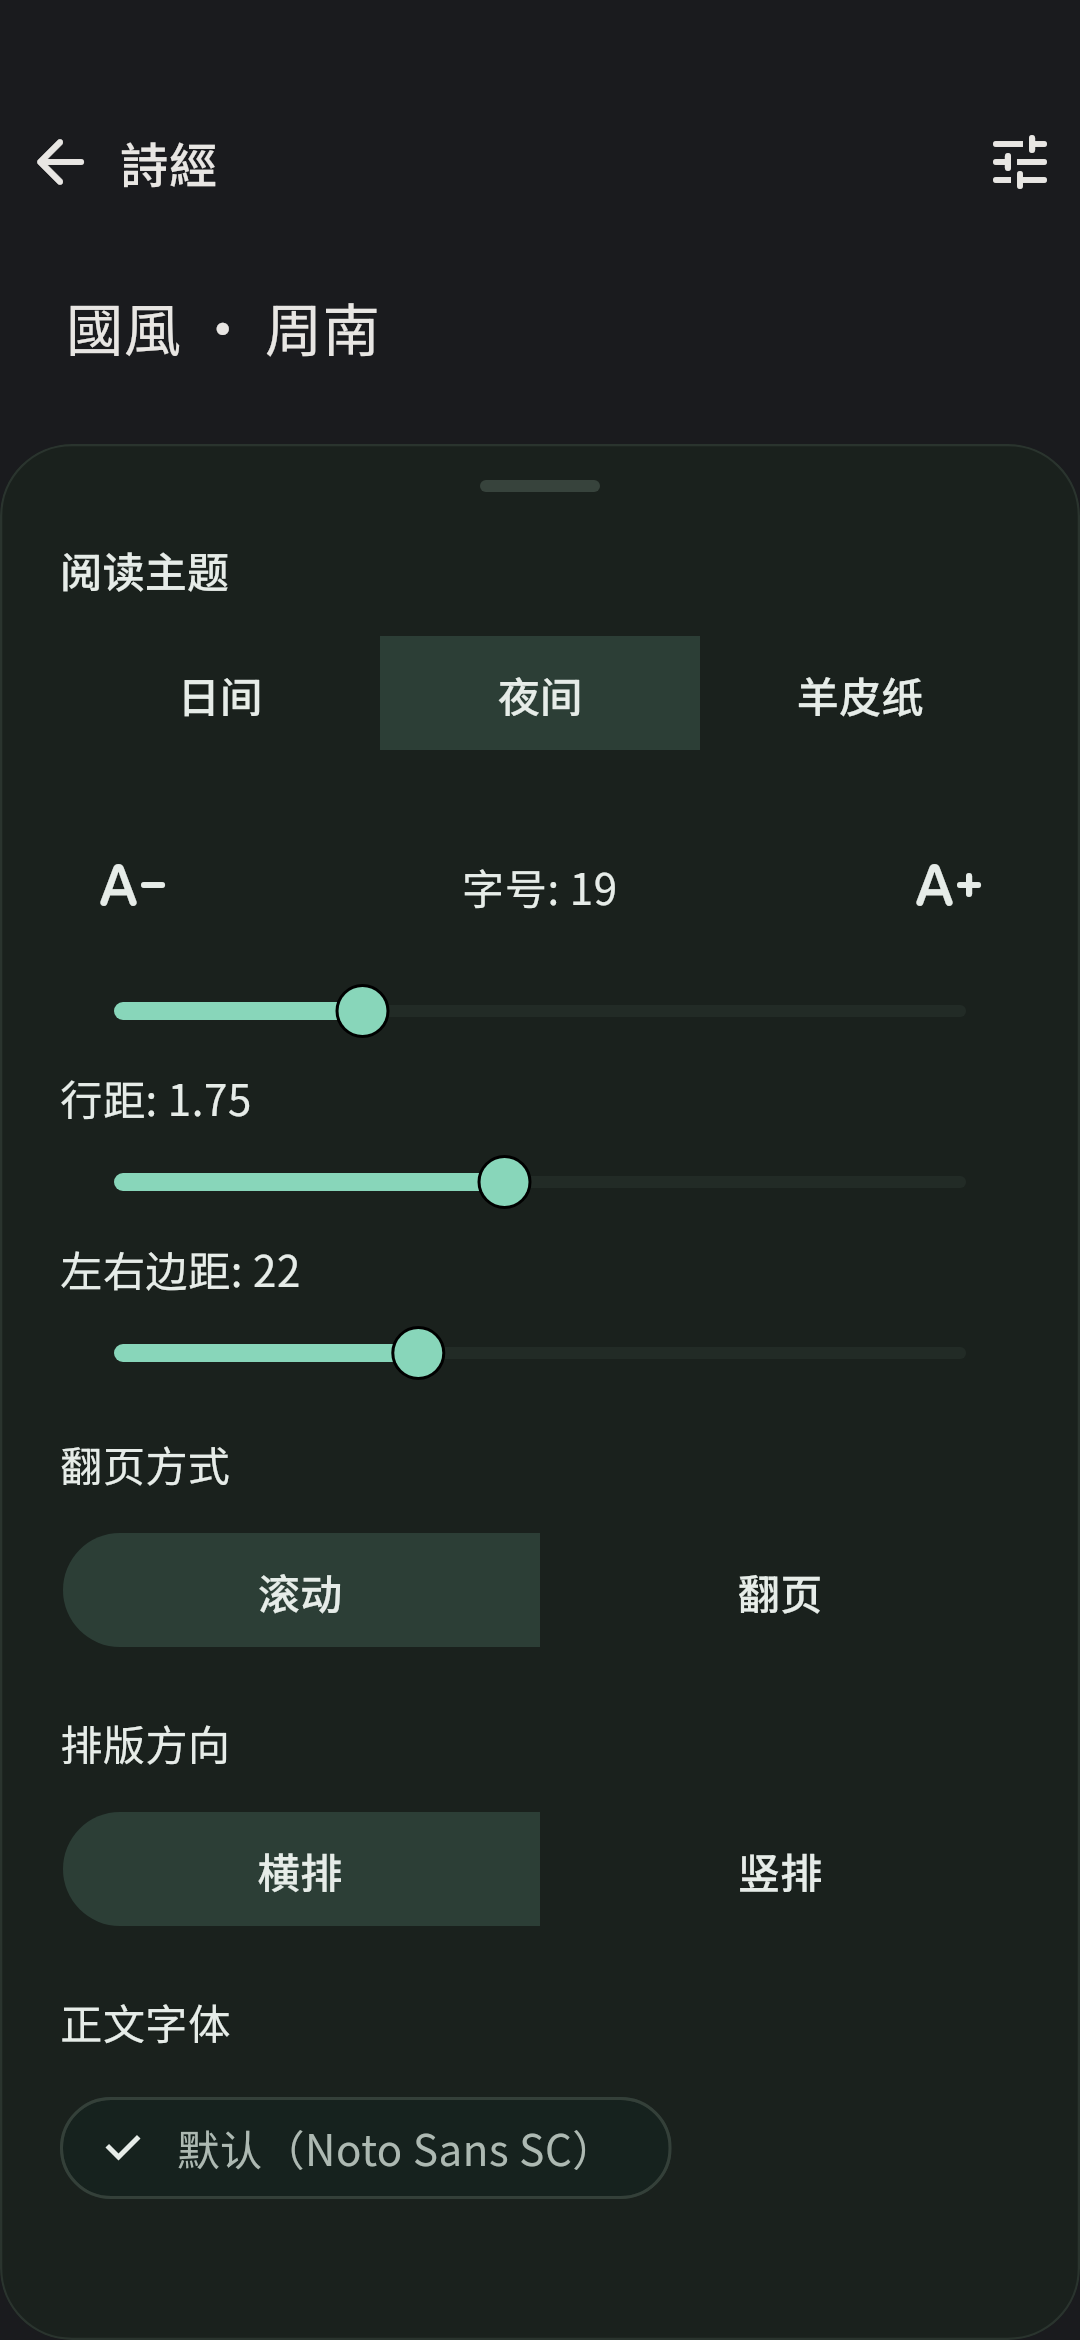 詩經
國風 · 周南
阅读主题
日间 夜间 羊皮纸
A- 字号: 19 A+
行距: 1.75
左右边距: 22
翻页方式
滚动 翻页
排版方向
横排 竖排
正文字体
默认（Noto Sans SC）